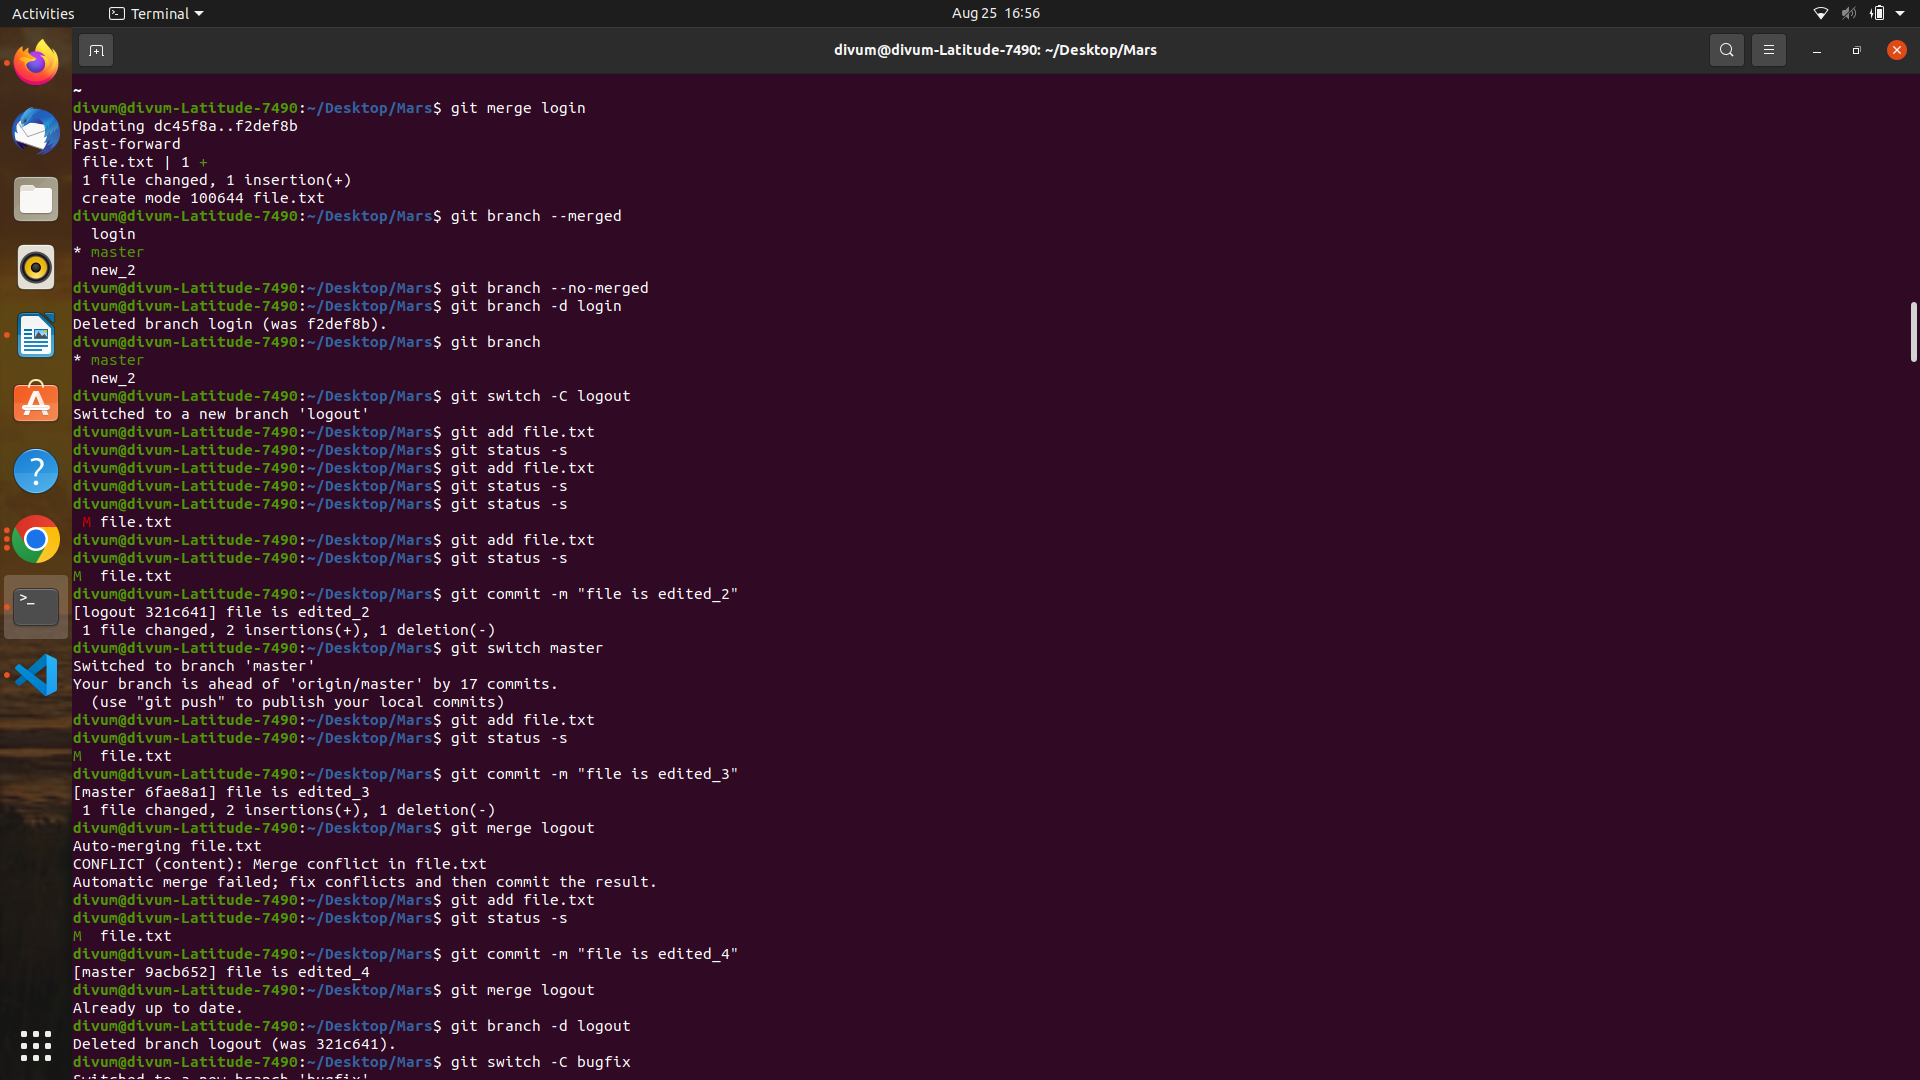 Activities
Terminal
Aug 25 16:56
divum@divum-Latitude-7490: ~/Desktop/Mars
~
divum@divum-Latitude-7490:~/Desktop/Mars$ git merge login
Updating dc45f8a..f2def8b
Fast-forward
 file.txt | 1 +
 1 file changed, 1 insertion(+)
 create mode 100644 file.txt
divum@divum-Latitude-7490:~/Desktop/Mars$ git branch --merged
  login
* master
  new_2
divum@divum-Latitude-7490:~/Desktop/Mars$ git branch --no-merged
divum@divum-Latitude-7490:~/Desktop/Mars$ git branch -d login
Deleted branch login (was f2def8b).
divum@divum-Latitude-7490:~/Desktop/Mars$ git branch
* master
  new_2
divum@divum-Latitude-7490:~/Desktop/Mars$ git switch -C logout
Switched to a new branch 'logout'
divum@divum-Latitude-7490:~/Desktop/Mars$ git add file.txt
divum@divum-Latitude-7490:~/Desktop/Mars$ git status -s
divum@divum-Latitude-7490:~/Desktop/Mars$ git add file.txt
divum@divum-Latitude-7490:~/Desktop/Mars$ git status -s
divum@divum-Latitude-7490:~/Desktop/Mars$ git status -s
 M file.txt
divum@divum-Latitude-7490:~/Desktop/Mars$ git add file.txt
divum@divum-Latitude-7490:~/Desktop/Mars$ git status -s
M  file.txt
divum@divum-Latitude-7490:~/Desktop/Mars$ git commit -m "file is edited_2"
[logout 321c641] file is edited_2
 1 file changed, 2 insertions(+), 1 deletion(-)
divum@divum-Latitude-7490:~/Desktop/Mars$ git switch master
Switched to branch 'master'
Your branch is ahead of 'origin/master' by 17 commits.
  (use "git push" to publish your local commits)
divum@divum-Latitude-7490:~/Desktop/Mars$ git add file.txt
divum@divum-Latitude-7490:~/Desktop/Mars$ git status -s
M  file.txt
divum@divum-Latitude-7490:~/Desktop/Mars$ git commit -m "file is edited_3"
[master 6fae8a1] file is edited_3
 1 file changed, 2 insertions(+), 1 deletion(-)
divum@divum-Latitude-7490:~/Desktop/Mars$ git merge logout
Auto-merging file.txt
CONFLICT (content): Merge conflict in file.txt
Automatic merge failed; fix conflicts and then commit the result.
divum@divum-Latitude-7490:~/Desktop/Mars$ git add file.txt
divum@divum-Latitude-7490:~/Desktop/Mars$ git status -s
M  file.txt
divum@divum-Latitude-7490:~/Desktop/Mars$ git commit -m "file is edited_4"
[master 9acb652] file is edited_4
divum@divum-Latitude-7490:~/Desktop/Mars$ git merge logout
Already up to date.
divum@divum-Latitude-7490:~/Desktop/Mars$ git branch -d logout
Deleted branch logout (was 321c641).
divum@divum-Latitude-7490:~/Desktop/Mars$ git switch -C bugfix
Switched to a new branch 'bugfix'